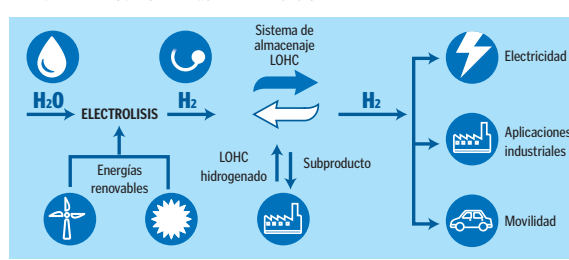 Sistema de
almacenaje
LOHC
H2O
ELECTROLISIS
H2
H2
Electricidad
Aplicaciones
industriales
Movilidad
Energías
renovables
LOHC
hidrogenado
Subproducto